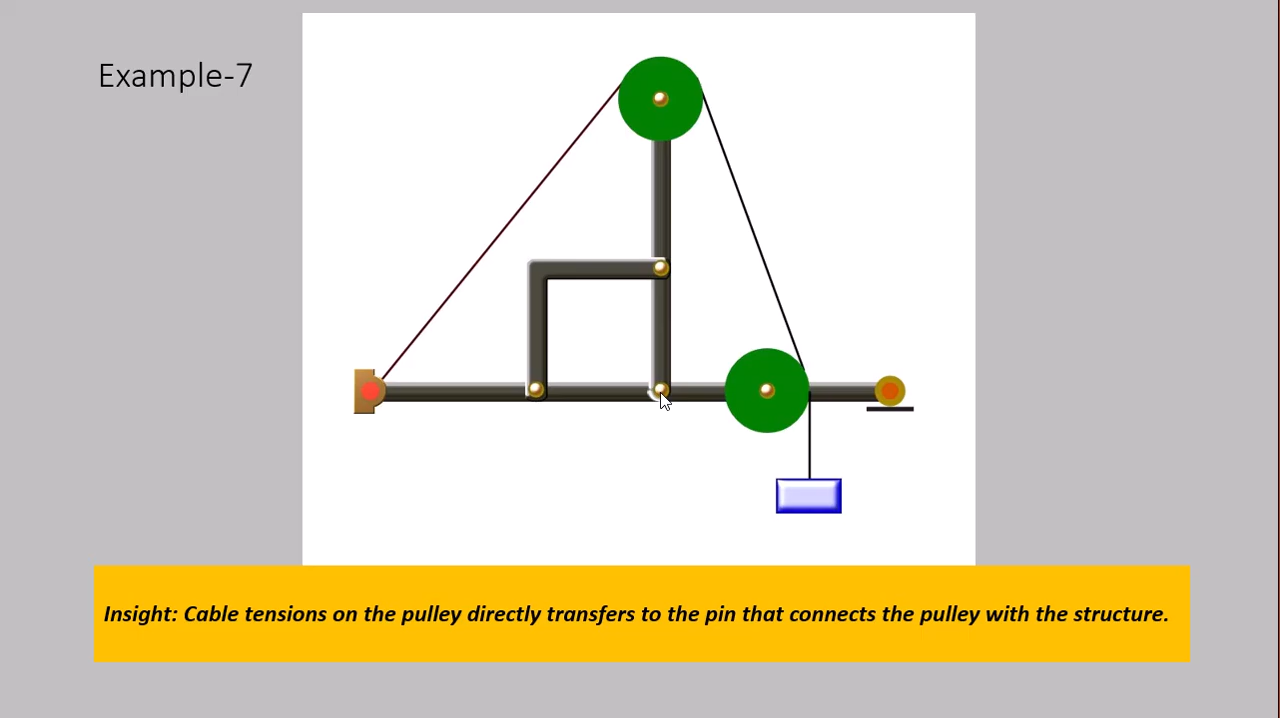 Example-7
Insight: Cable tensions on the pulley directly transfers to the pin that connects the pulley with the structure.